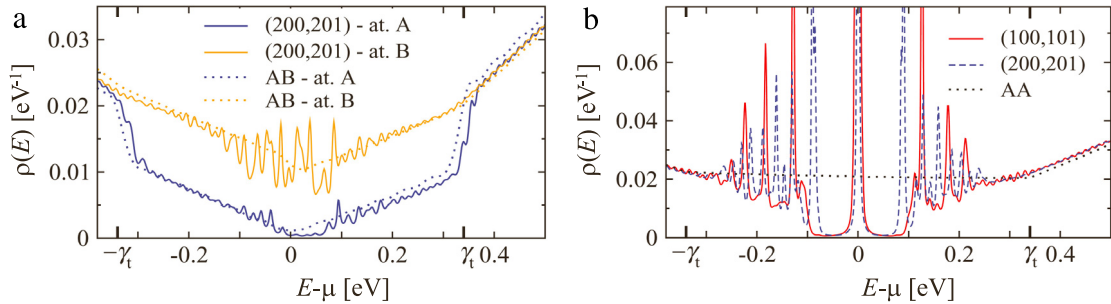 a
0.03
0.02
0.01
0
ρ(E) [eV⁻¹]
(200,201) - at. A
(200,201) - at. B
AB - at. A
AB - at. B
−γt
-0.2
0
0.2
γt
0.4
E-μ [eV]
b
0.06
0.04
0.02
0
ρ(E) [eV⁻¹]
(100,101)
(200,201)
AA
−γt
-0.2
0
0.2
γt
0.4
E-μ [eV]